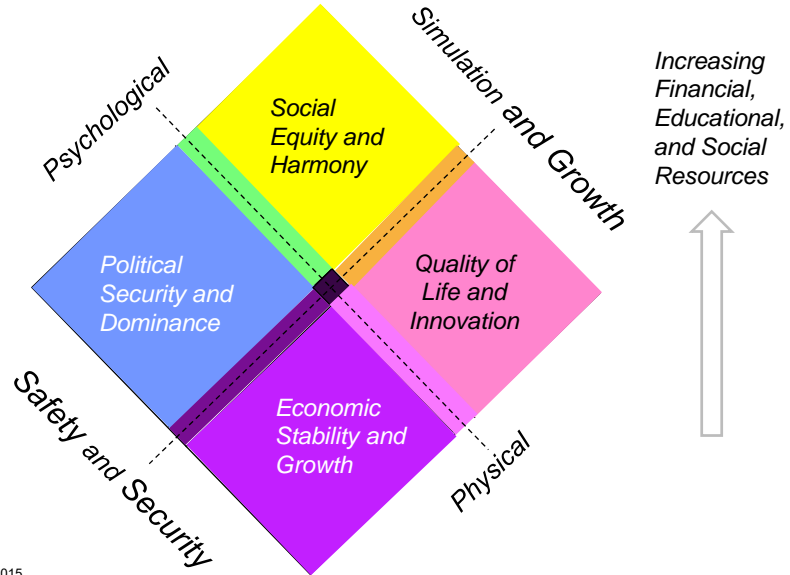 Psychological
Simulation and Growth
Increasing
Financial,
Educational,
and Social
Resources
Social
Equity and
Harmony
Political
Security and
Dominance
Quality of
Life and
Innovation
Economic
Stability and
Growth
Safety and Security
Physical